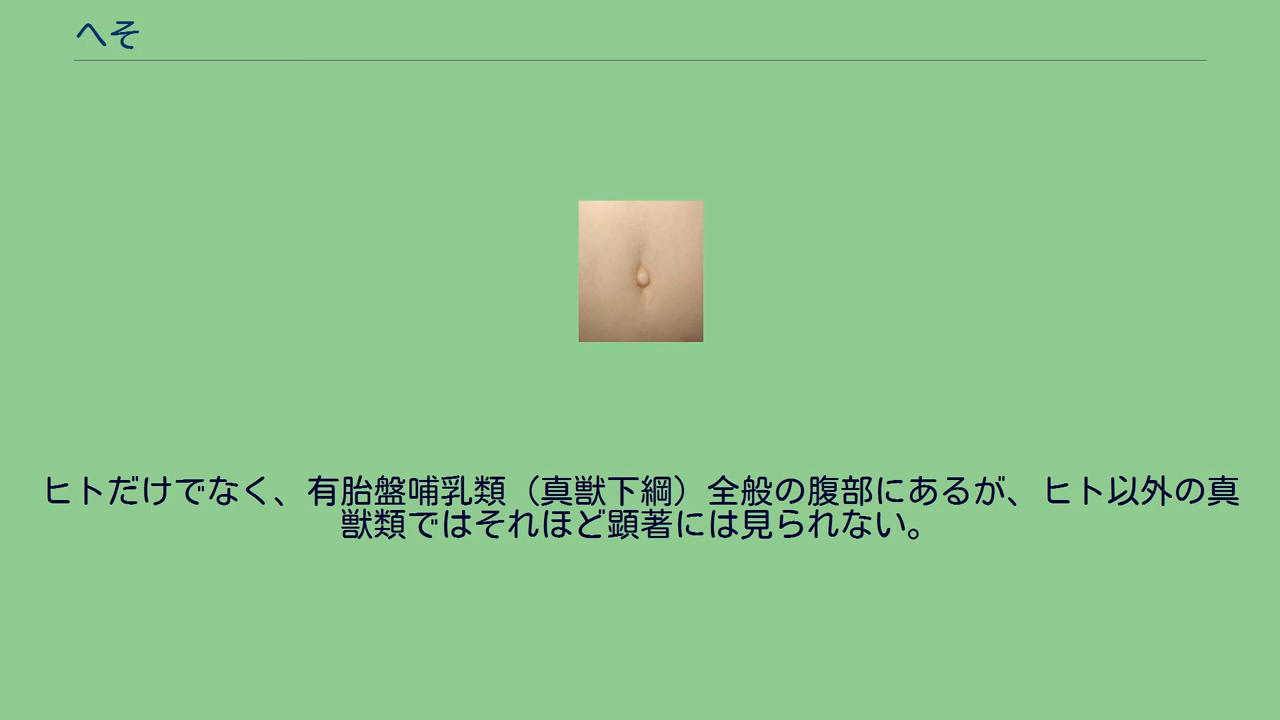 へそ
ヒトだけでなく、有胎盤哺乳類（真獣下綱）全般の腹部にあるが、ヒト以外の真
獣類ではそれほど顕著には見られない。